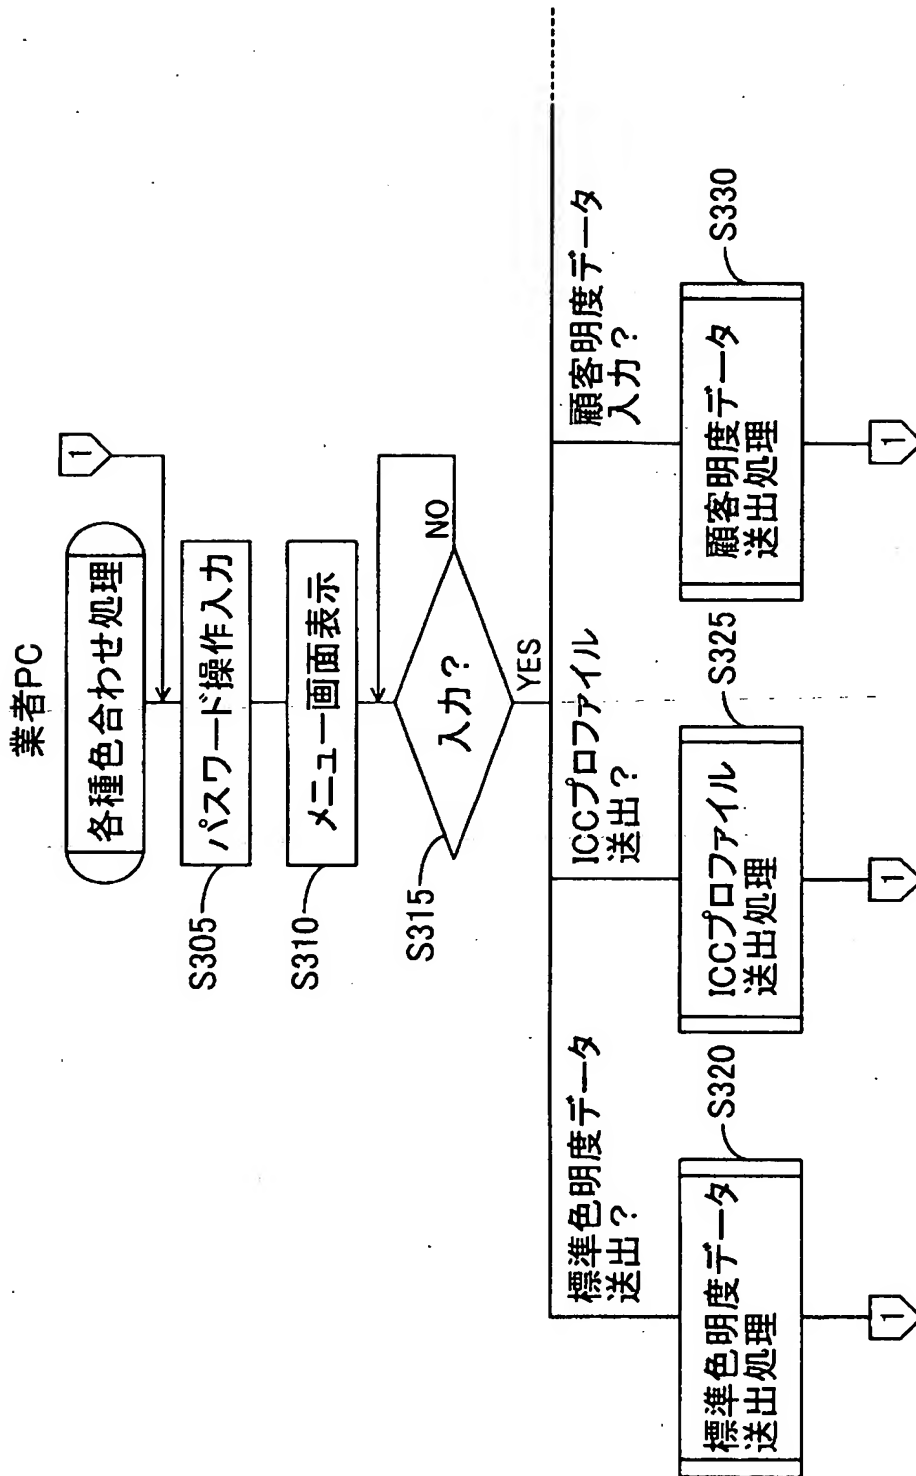 業者PC
各種色合わせ処理
1
パスワード操作入力
S305
メニュー画面表示
S310
入力？
NO
S315
YES
標準色明度データ
送出？
ICCプロファイル
送出？
顧客明度データ
入力？
標準色明度データ
送出処理
S320
ICCプロファイル
送出処理
S325
顧客明度データ
送出処理
S330
1
1
1